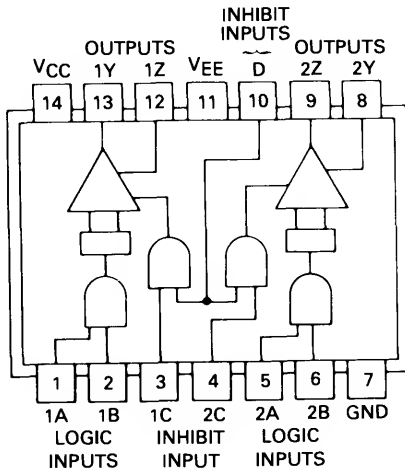 INHIBIT
INPUTS
OUTPUTS OUTPUTS
VCC 1Y 1Z VEE D 2Z 2Y
14 13 12 11 10 9 8
1 2 3 4 5 6 7
1A 1B 1C 2C 2A 2B GND
LOGIC INHIBIT LOGIC
INPUTS INPUT INPUTS